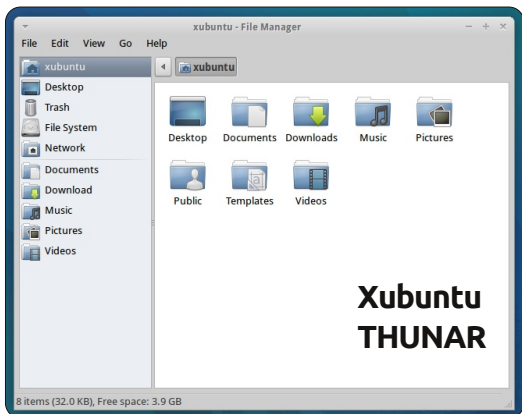 xubuntu - File Manager
File Edit View Go Help
xubuntu
xubuntu
Desktop
Trash
File System
Network
Documents
Download
Music
Pictures
Videos
Desktop Documents Downloads Music Pictures
Public Templates Videos
Xubuntu
THUNAR
8 items (32.0 KB), Free space: 3.9 GB